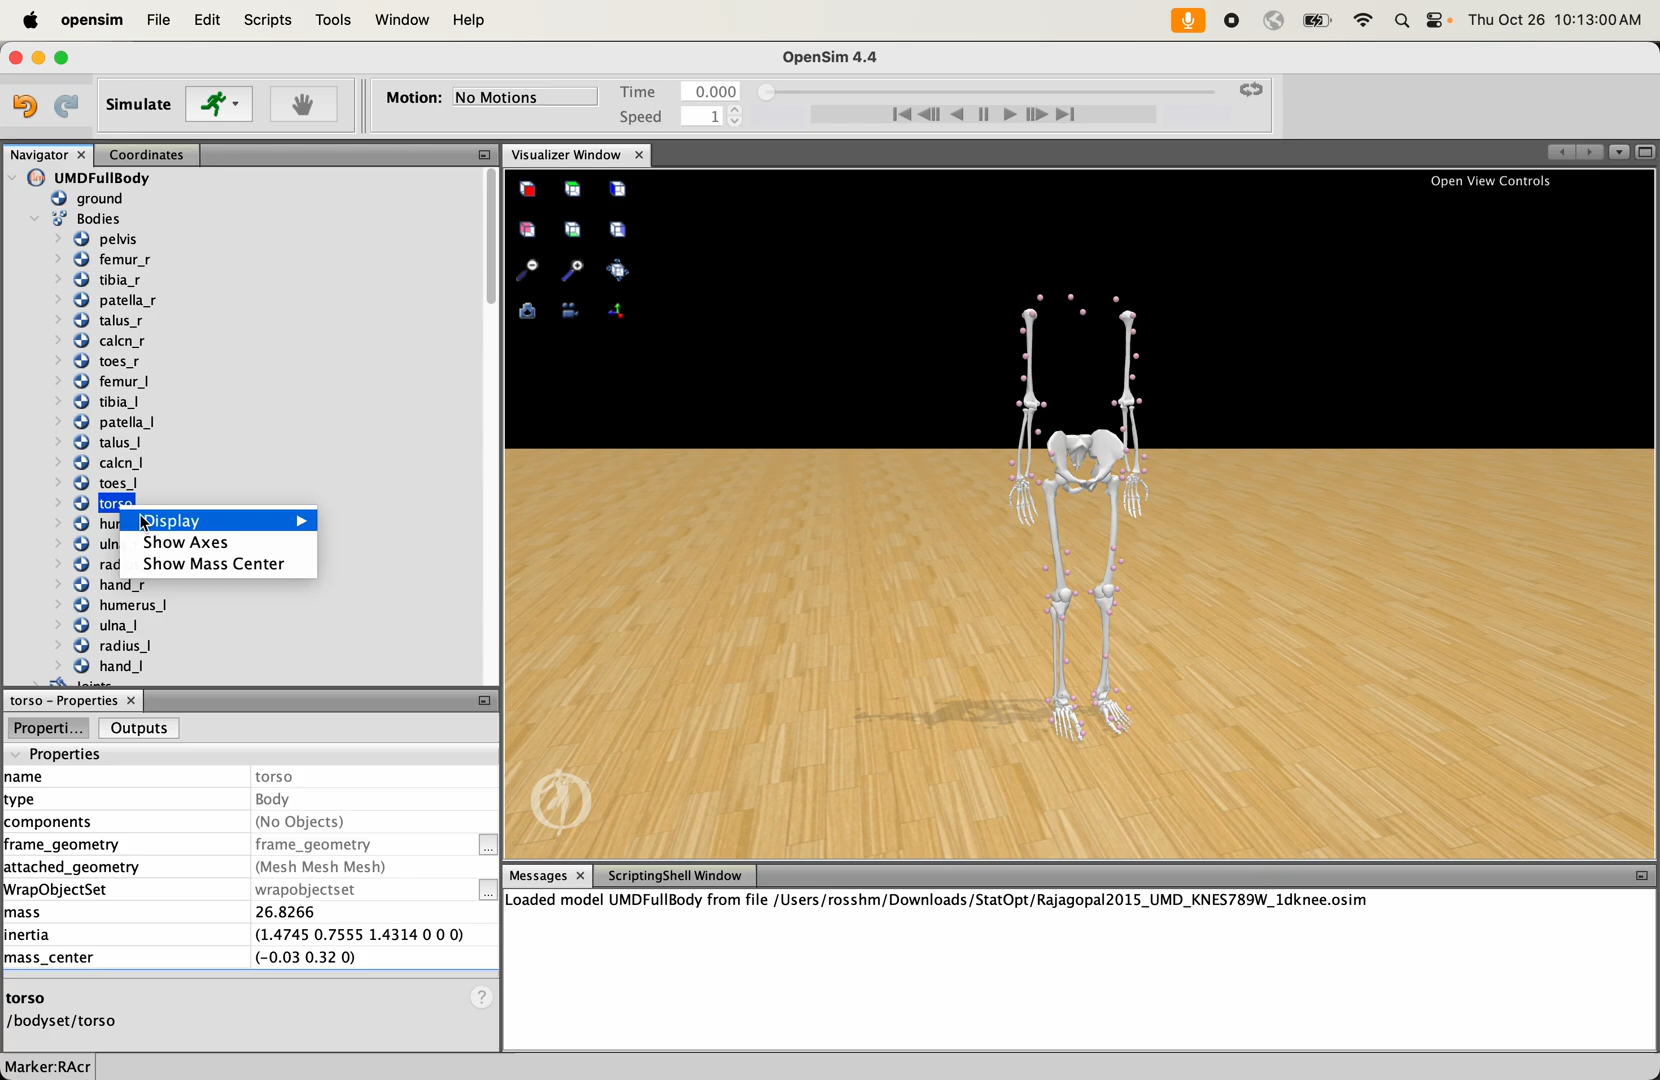 opensim File Edit Scripts Tools Window Help Thu Oct 26 10:13:00 AM
OpenSim 4.4
Simulate Motion: No Motions Time 0.000
Speed 1
Navigator Coordinates Visualizer Window
UMDFullBody
Open View Controls
ground
Bodies
pelvis
femur_r
tibia_r
patella_r
talus_r
calcn_r
toes_r
femur_l
tibia_l
patella_l
talus_l
calcn_l
toes_l
torso
Display
Show Axes
Show Mass Center
hand_r
humerus_l
ulna_l
radius_l
hand_l
torso - Properties
Properti... Outputs
Properties
name torso
type Body
components (No Objects)
frame_geometry frame_geometry ...
attached_geometry (Mesh Mesh Mesh)
WrapObjectSet wrapobjectset ...
mass 26.8266
inertia (1.4745 0.7555 1.4314 0 0 0)
mass_center (-0.03 0.32 0)
torso ?
/bodyset/torso
Messages ScriptingShell Window
Loaded model UMDFullBody from file /Users/rosshm/Downloads/StatOpt/Rajagopal2015_UMD_KNES789W_1dknee.osim
Marker:RAcr